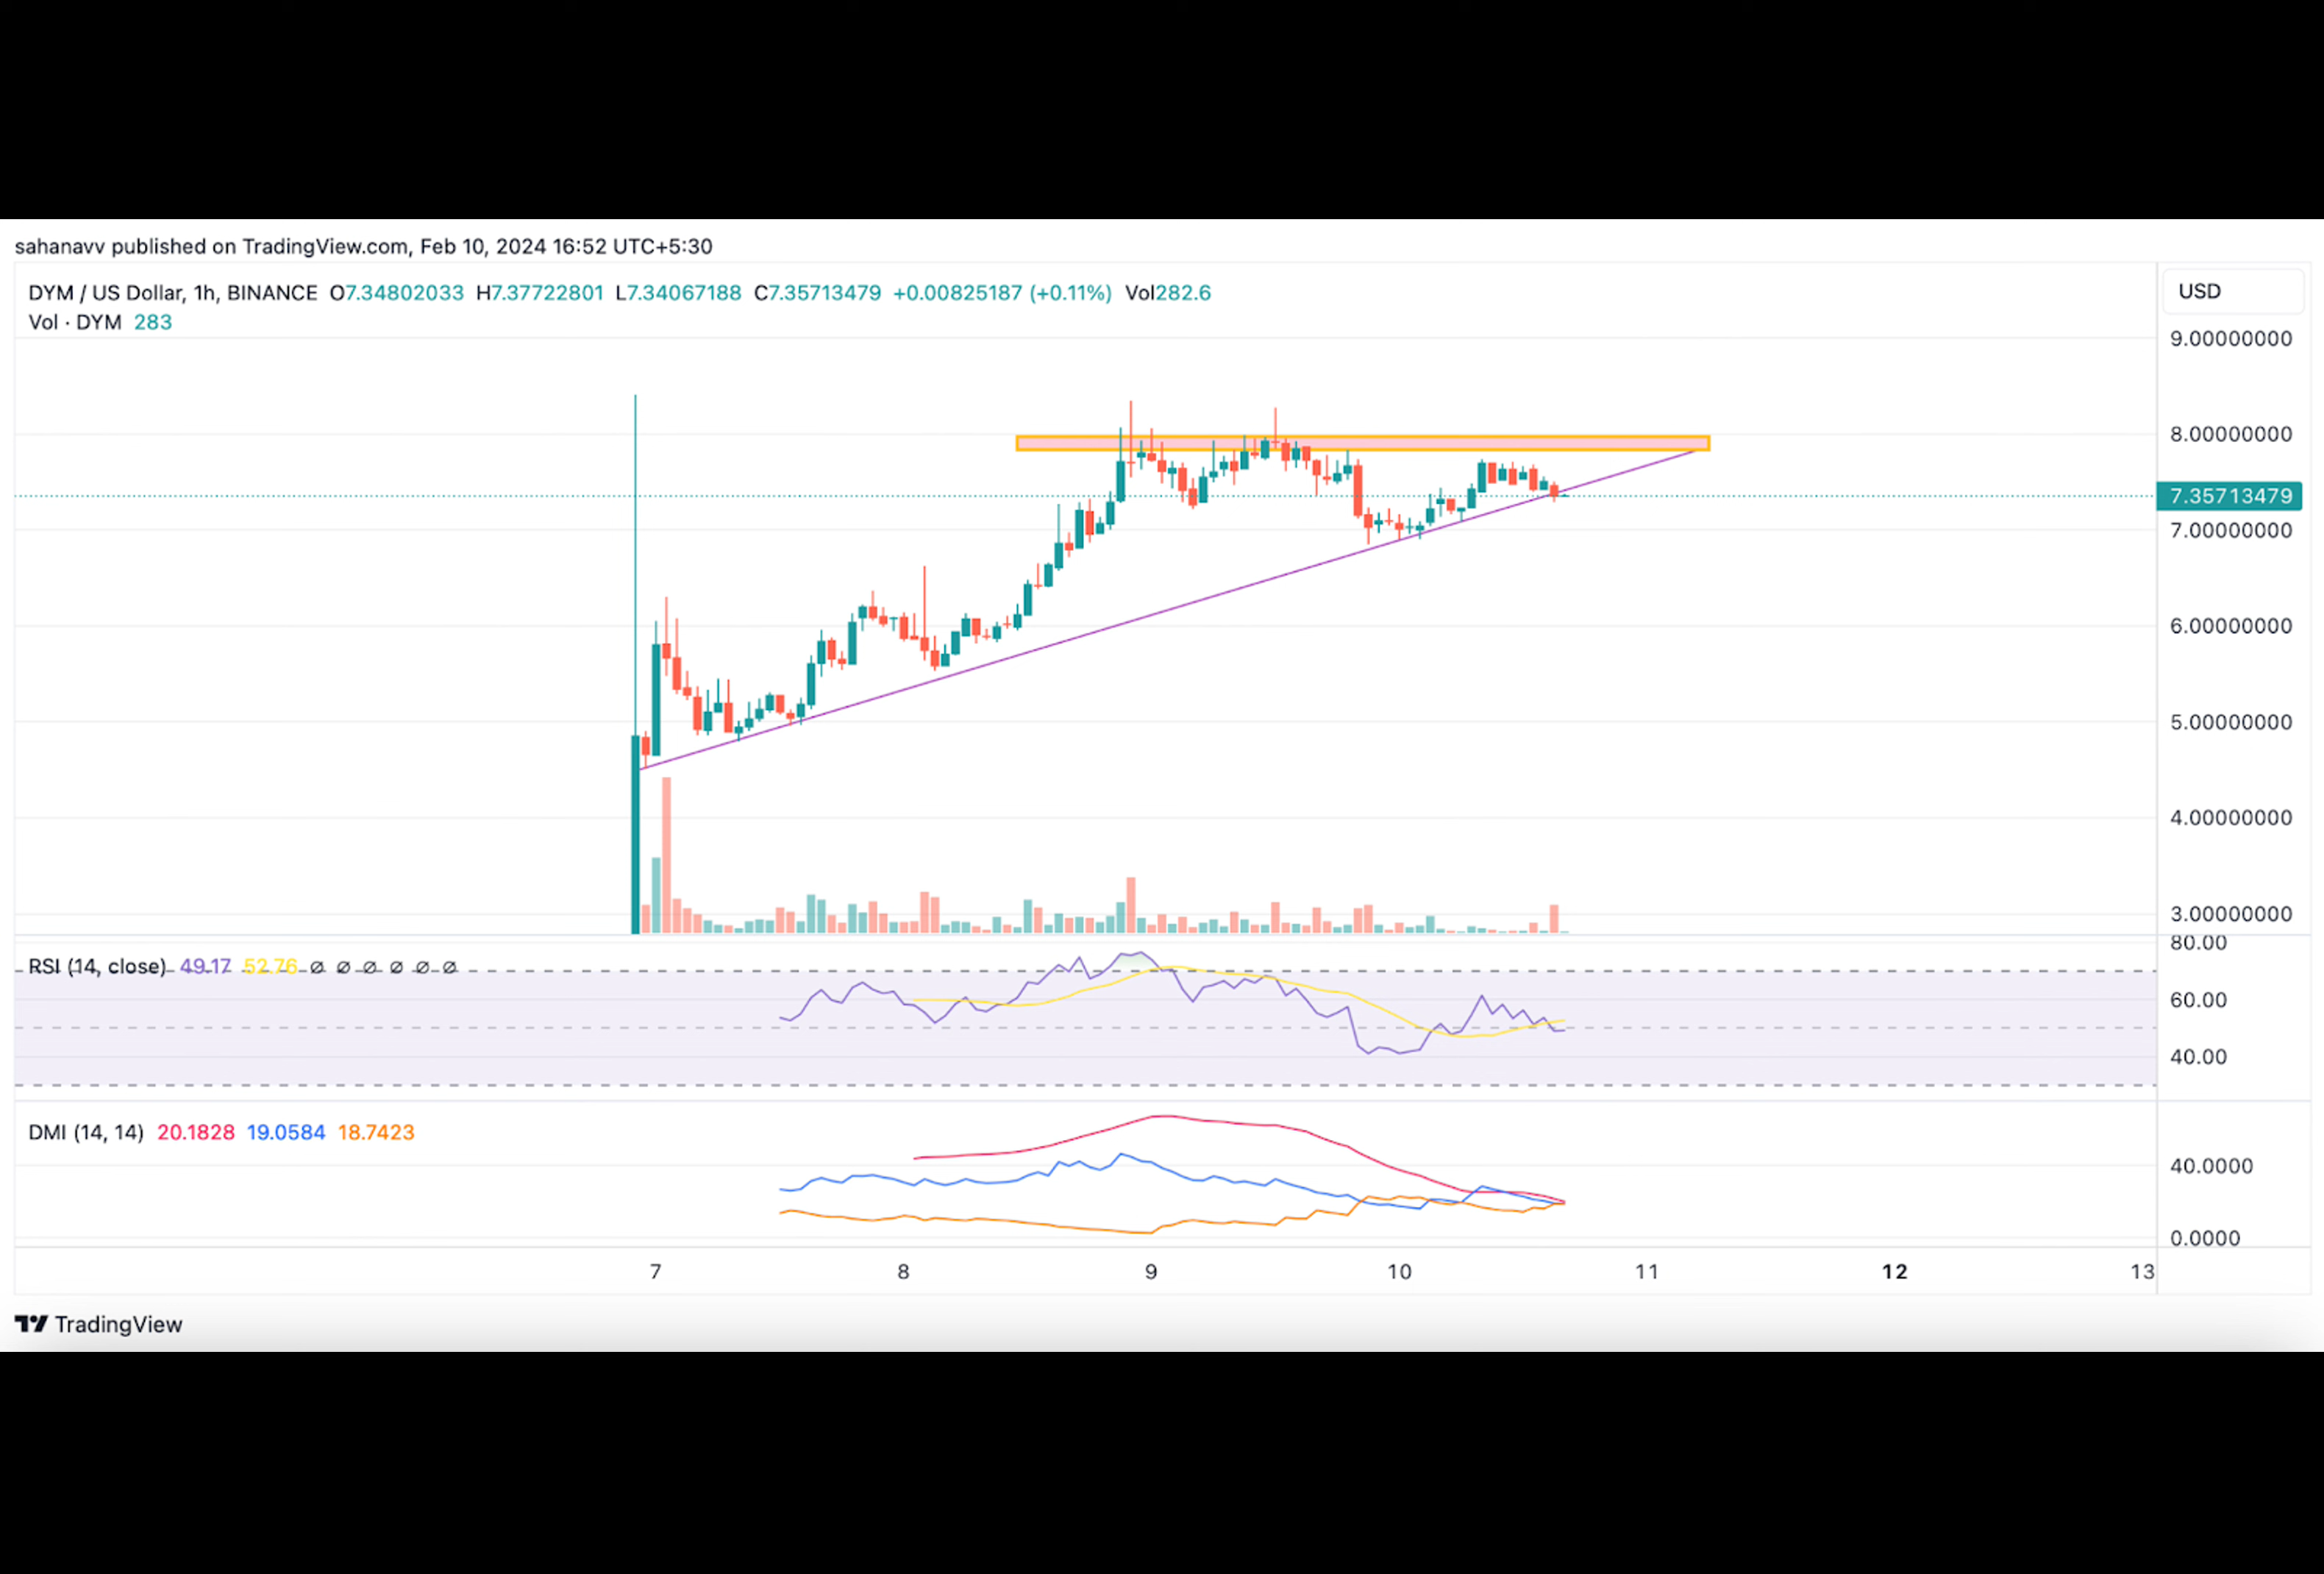 sahanavv published on TradingView.com, Feb 10, 2024 16:52 UTC+5:30
DYM / US Dollar, 1h, BINANCE O7.34802033 H7.37722801 L7.34067188 C7.35713479 +0.00825187 (+0.11%) Vol282.6
Vol · DYM 283
USD
9.00000000
8.00000000
7.35713479
7.00000000
6.00000000
5.00000000
4.00000000
3.00000000
RSI (14, close) 49.17 52.76 ∅ ∅ ∅ ∅ ∅ ∅
80.00
60.00
40.00
DMI (14, 14) 20.1828 19.0584 18.7423
40.0000
0.0000
7 8 9 10 11 12 13
TradingView